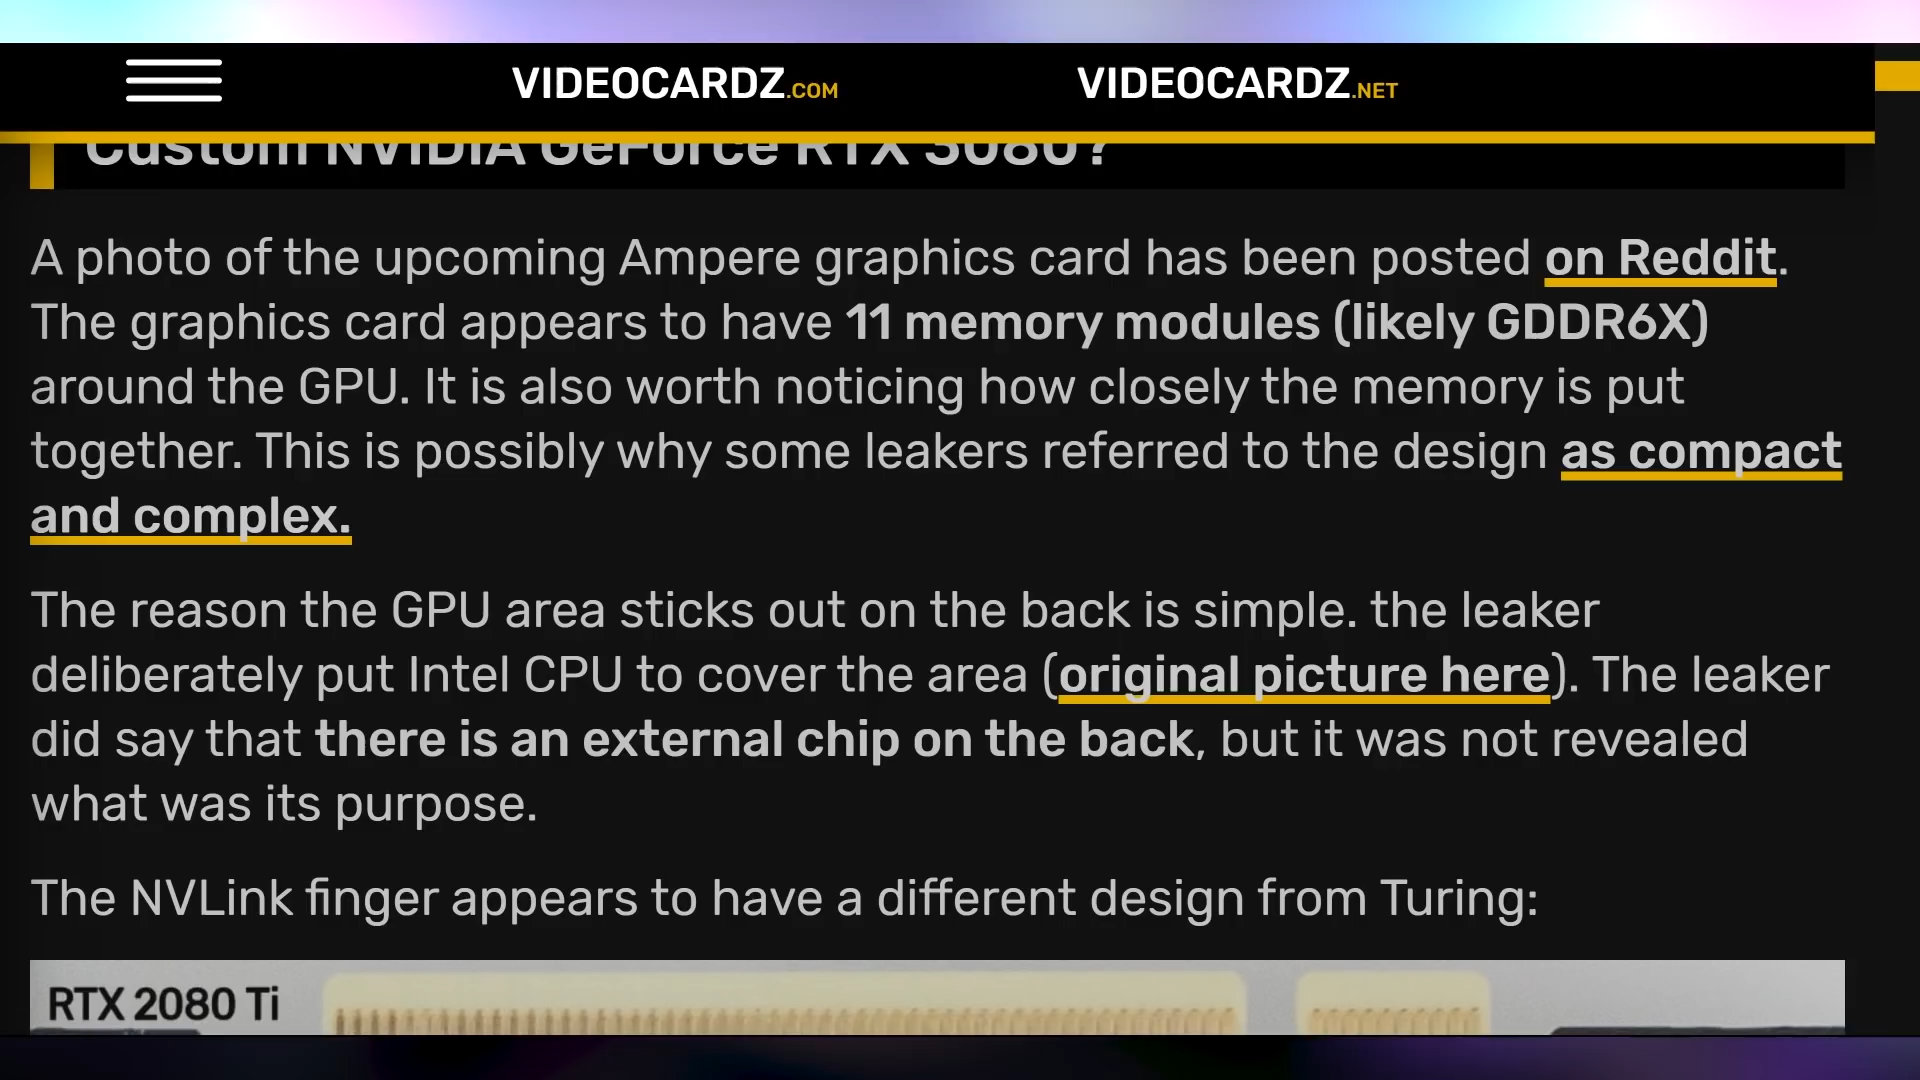 VIDEOCARDZ.COM VIDEOCARDZ.NET
Custom NVIDIA GeForce RTX 3080?
A photo of the upcoming Ampere graphics card has been posted on Reddit.
The graphics card appears to have 11 memory modules (likely GDDR6X)
around the GPU. It is also worth noticing how closely the memory is put
together. This is possibly why some leakers referred to the design as compact
and complex.
The reason the GPU area sticks out on the back is simple. the leaker
deliberately put Intel CPU to cover the area (original picture here). The leaker
did say that there is an external chip on the back, but it was not revealed
what was its purpose.
The NVLink finger appears to have a different design from Turing:
RTX 2080 Ti